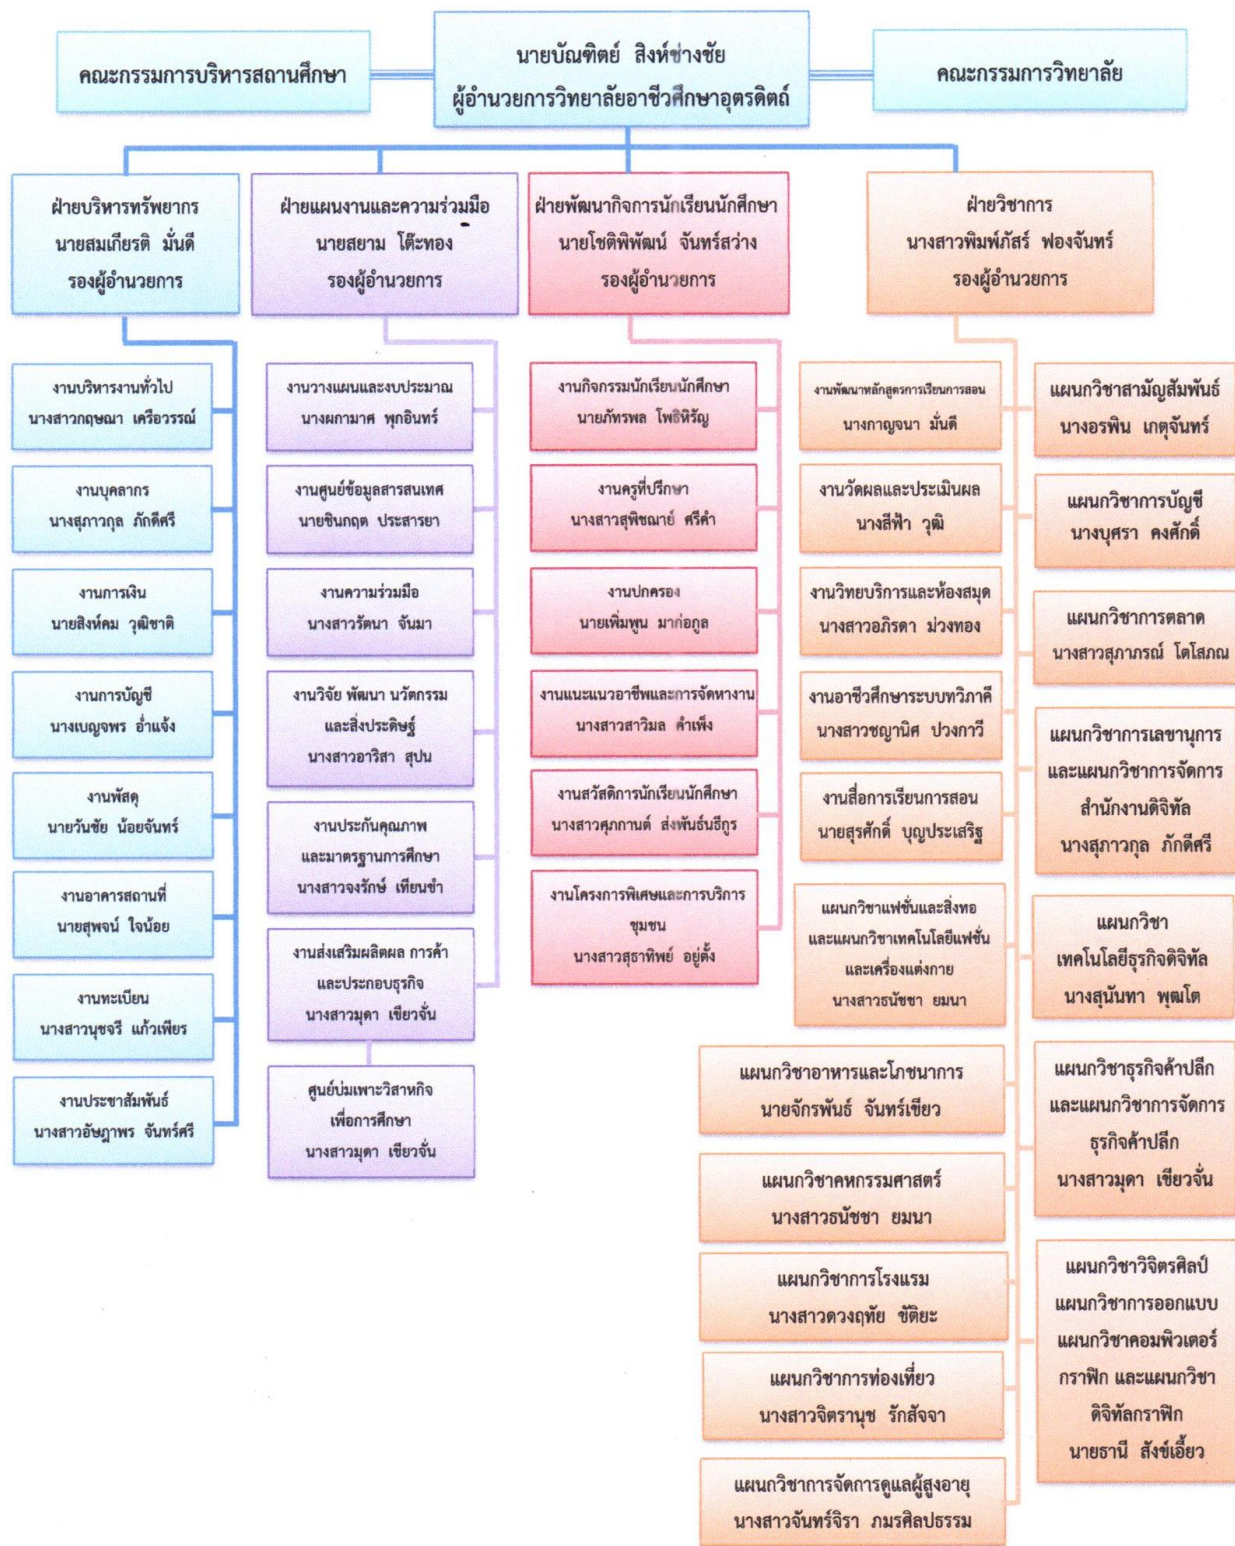 คณะกรรมการบริหารสถานศึกษา
นายบัณฑิตย์ สิงห์ช่างชัย
ผู้อำนวยการวิทยาลัยอาชีวศึกษาอุตรดิตถ์
คณะกรรมการวิทยาลัย
ฝ่ายบริหารทรัพยากร
นายสมเกียรติ มั่นดี
รองผู้อำนวยการ
ฝ่ายแผนงานและความร่วมมือ
นายสยาม โต๊ะทอง
รองผู้อำนวยการ
ฝ่ายพัฒนากิจการนักเรียนนักศึกษา
นายโชติพิพัฒน์ จันทร์สว่าง
รองผู้อำนวยการ
ฝ่ายวิชาการ
นางสาวพิมพ์ภัสร์ ฟองจันทร์
รองผู้อำนวยการ
งานบริหารงานทั่วไป
นางสาวกฤษณา เครือวรรณ์
งานบุคลากร
นางสุภาวกุล ภักดีศรี
งานการเงิน
นายสิงห์คม วุฒิชาติ
งานการบัญชี
นางเบญจพร อ่ำแจ้ง
งานพัสดุ
นายวันชัย น้อยจันทร์
งานอาคารสถานที่
นายสุพจน์ ใจน้อย
งานทะเบียน
นางสาวนุชจรี แก้วเพียร
งานประชาสัมพันธ์
นางสาวอัษฎาพร จันทร์ศรี
งานวางแผนและงบประมาณ
นางผกามาศ พุกอินทร์
งานศูนย์ข้อมูลสารสนเทศ
นายชินกฤต ประสารยา
งานความร่วมมือ
นางสาวรัตนา จันมา
งานวิจัย พัฒนา นวัตกรรม
และสิ่งประดิษฐ์
นางสาวอาริสา สุปน
งานประกันคุณภาพ
และมาตรฐานการศึกษา
นางสาวจงรักษ์ เทียนขำ
งานส่งเสริมผลิตผล การค้า
และประกอบธุรกิจ
นางสาวมุดา เขียวจั่น
ศูนย์บ่มเพาะวิสาหกิจ
เพื่อการศึกษา
นางสาวมุดา เขียวจั่น
งานกิจกรรมนักเรียนนักศึกษา
นายภัทรพล โพธิหิรัญ
งานครูที่ปรึกษา
นางสาวสุพิชฌาย์ ศรีคำ
งานปกครอง
นายเพิ่มพูน มาก่อกูล
งานแนะแนวอาชีพและการจัดหางาน
นางสาวสาวิมล คำเพ็ง
งานสวัสดิการนักเรียนนักศึกษา
นางสาวศุภกานต์ ส่งพันธ์นธีกูร
งานโครงการพิเศษและการบริการ
ชุมชน
นางสาวสุธาทิพย์ อยู่ตั้ง
งานพัฒนาหลักสูตรการเรียนการสอน
นางกาญจนา มั่นดี
งานวัดผลและประเมินผล
นางสีฟ้า วุฒิ
งานวิทยบริการและห้องสมุด
นางสาวอภิรดา ม่วงทอง
งานอาชีวศึกษาระบบทวิภาคี
นางสาวชญานิศ ปวงกาวี
งานสื่อการเรียนการสอน
นายสุรศักดิ์ บุญประเสริฐ
แผนกวิชาแฟชั่นและสิ่งทอ
และแผนกวิชาเทคโนโลยีแฟชั่น
และเครื่องแต่งกาย
นางสาวธนัชชา ยมนา
แผนกวิชาอาหารและโภชนาการ
นายจักรพันธ์ จันทร์เขียว
แผนกวิชาคหกรรมศาสตร์
นางสาวธนัชชา ยมนา
แผนกวิชาการโรงแรม
นางสาวดวงฤทัย ขัติยะ
แผนกวิชาการท่องเที่ยว
นางสาวจิตรานุช รักสัจจา
แผนกวิชาการจัดการดูแลผู้สูงอายุ
นางสาวจันทร์จิรา ภมรศิลปธรรม
แผนกวิชาสามัญสัมพันธ์
นางอรพิน เกตุจันทร์
แผนกวิชาการบัญชี
นางบุศรา คงศักดิ์
แผนกวิชาการตลาด
นางสาวสุภาภรณ์ โตโสภณ
แผนกวิชาการเลขานุการ
และแผนกวิชาการจัดการ
สำนักงานดิจิทัล
นางสุภาวกุล ภักดีศรี
แผนกวิชา
เทคโนโลยีธุรกิจดิจิทัล
นางสุนันทา พุฒโต
แผนกวิชาธุรกิจค้าปลีก
และแผนกวิชาการจัดการ
ธุรกิจค้าปลีก
นางสาวมุดา เขียวจั่น
แผนกวิชาวิจิตรศิลป์
แผนกวิชาการออกแบบ
แผนกวิชาคอมพิวเตอร์
กราฟิก และแผนกวิชา
ดิจิทัลกราฟิก
นายธานี สังข์เอี้ยว